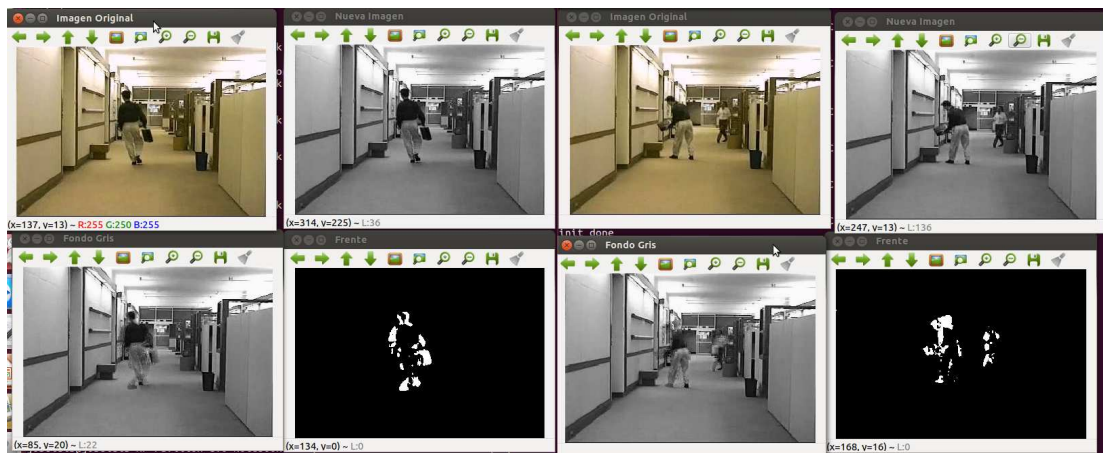 Imagen Original
Nueva Imagen
Imagen Original
Nueva Imagen
(x=137, y=13) ~ R:255 G:250 B:255
(x=314, y=225) ~ L:36
(x=247, y=13) ~ L:136
init done
Fondo Gris
Frente
Fondo Gris
Frente
(x=85, y=20) ~ L:22
(x=134, y=0) ~ L:0
(x=168, y=16) ~ L:0